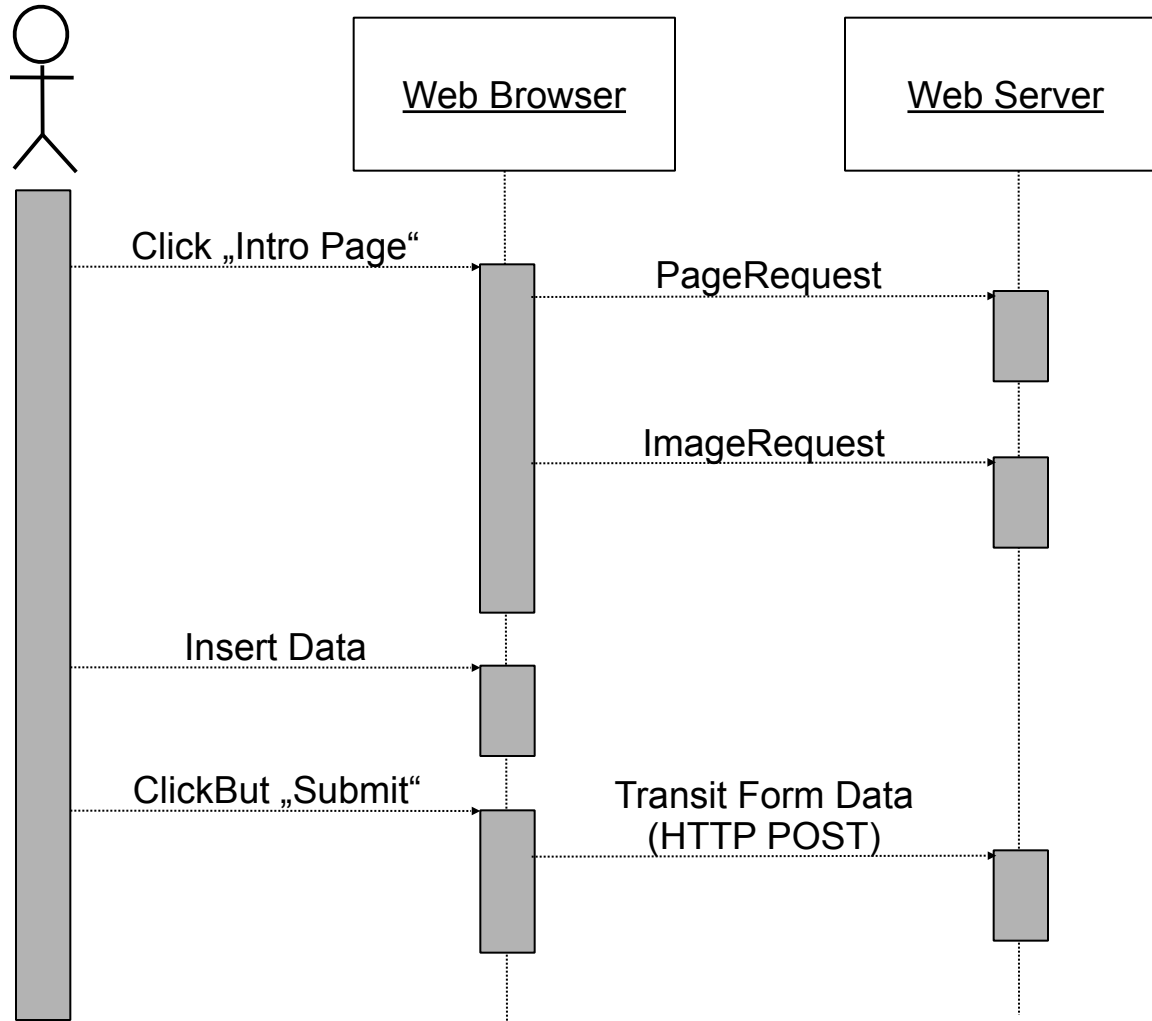 Web Browser
Web Server
Click „Intro Page“
PageRequest
ImageRequest
Insert Data
ClickBut „Submit“
Transit Form Data
(HTTP POST)